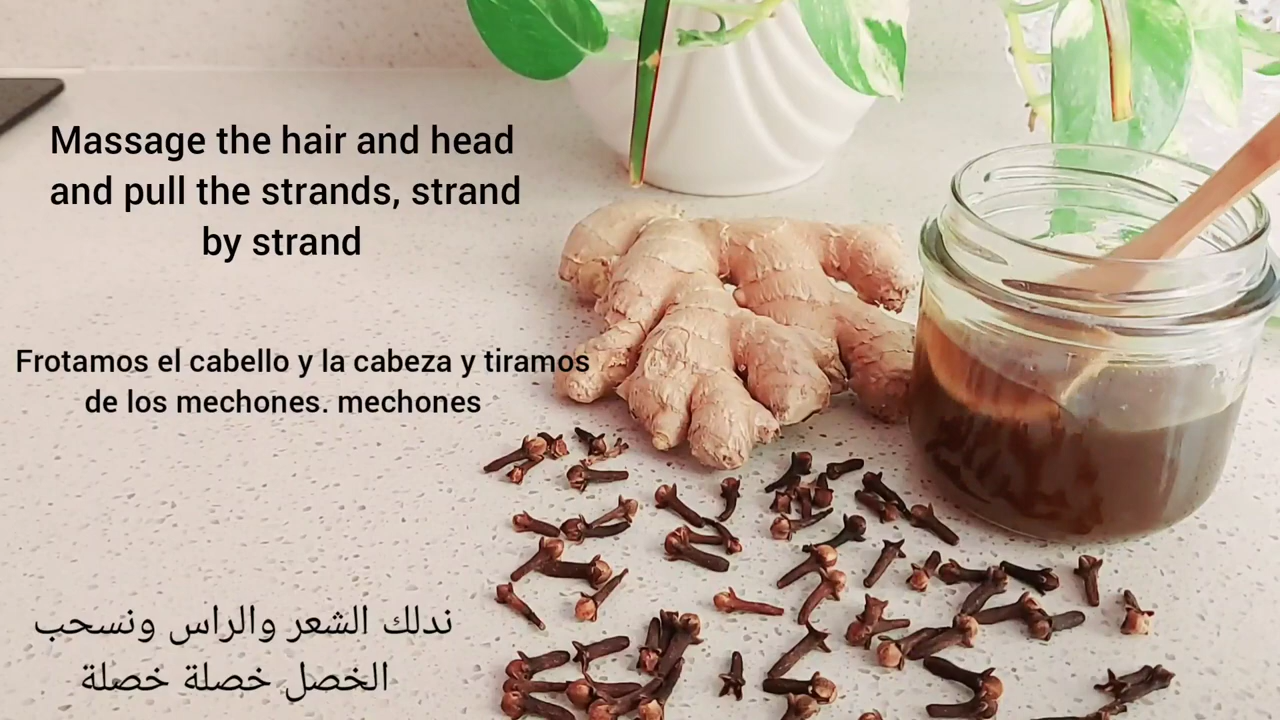 Massage the hair and head
and pull the strands, strand
by strand
Frotamos el cabello y la cabeza y tiramos
de los mechones. mechones
ندلك الشعر والراس ونسحب
الخصل خصلة خصلة